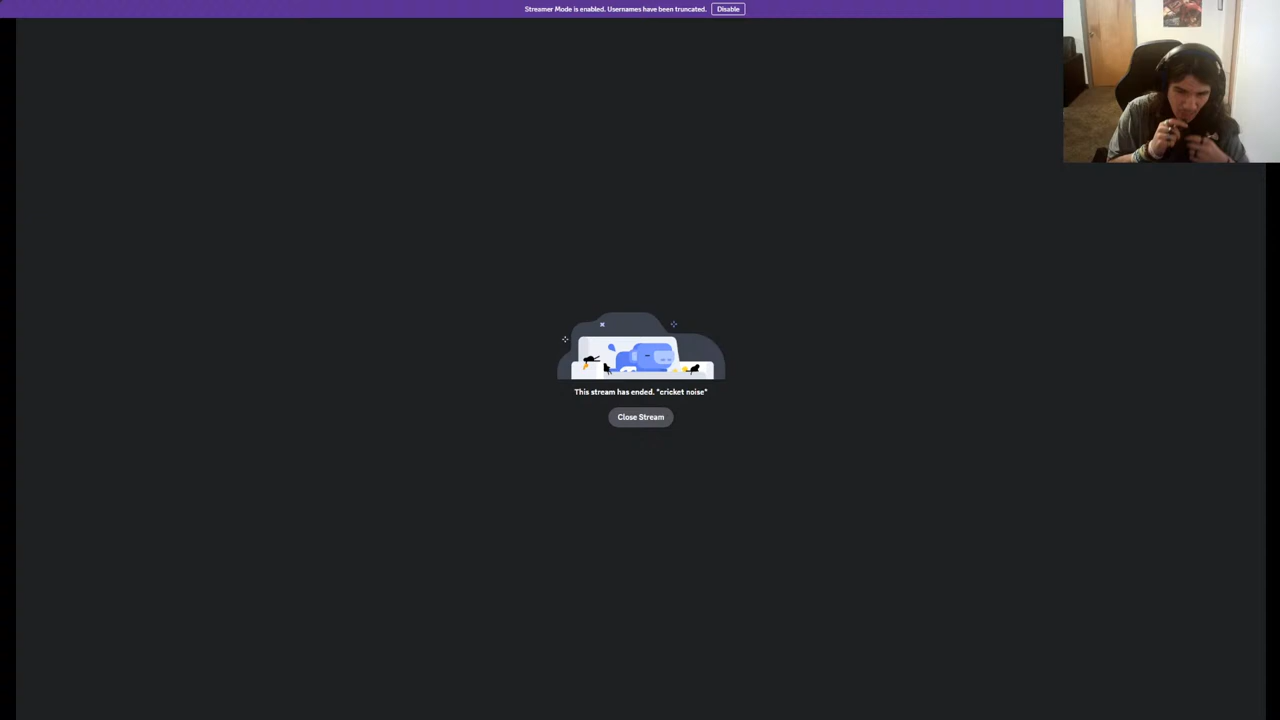 Streamer Mode is enabled. Usernames have been truncated. Disable
This stream has ended. *cricket noise*
Close Stream